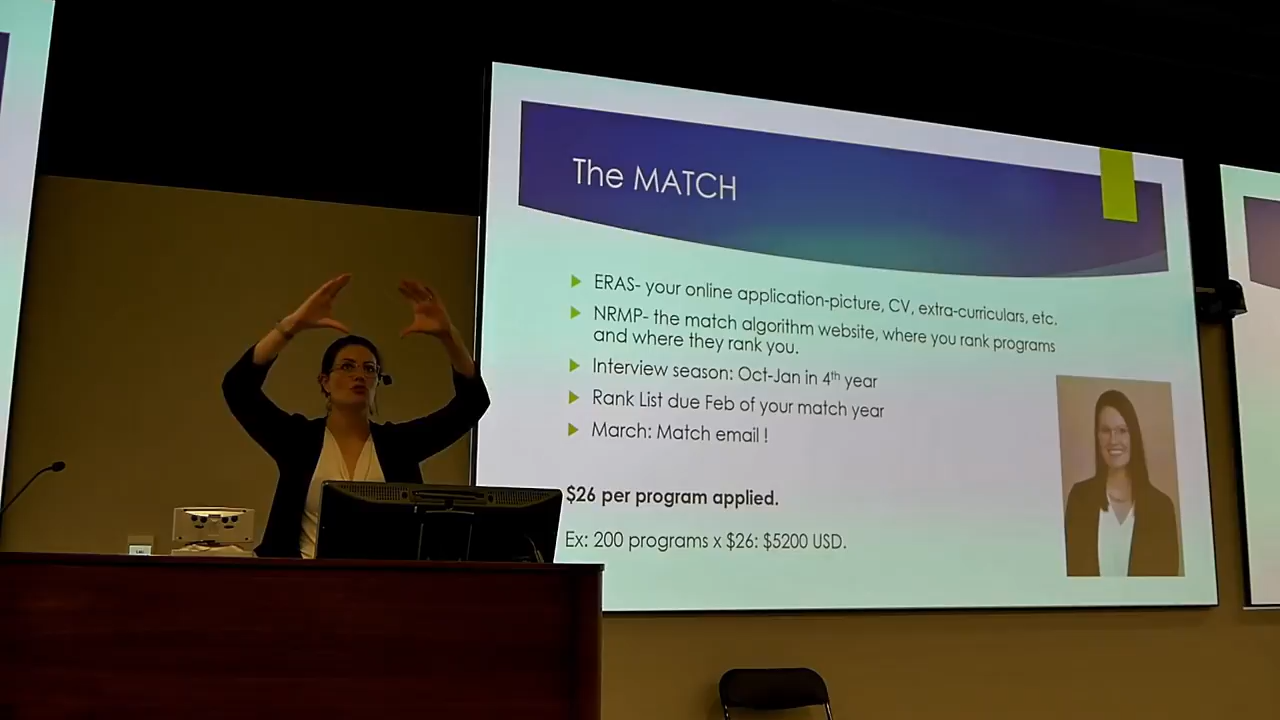 The MATCH
ERAS- your online application-picture, CV, extra-curriculars, etc.
NRMP- the match algorithm website, where you rank programs
and where they rank you.
Interview season: Oct-Jan in 4th year
Rank List due Feb of your match year
March: Match email !
$26 per program applied.
Ex: 200 programs x $26: $5200 USD.